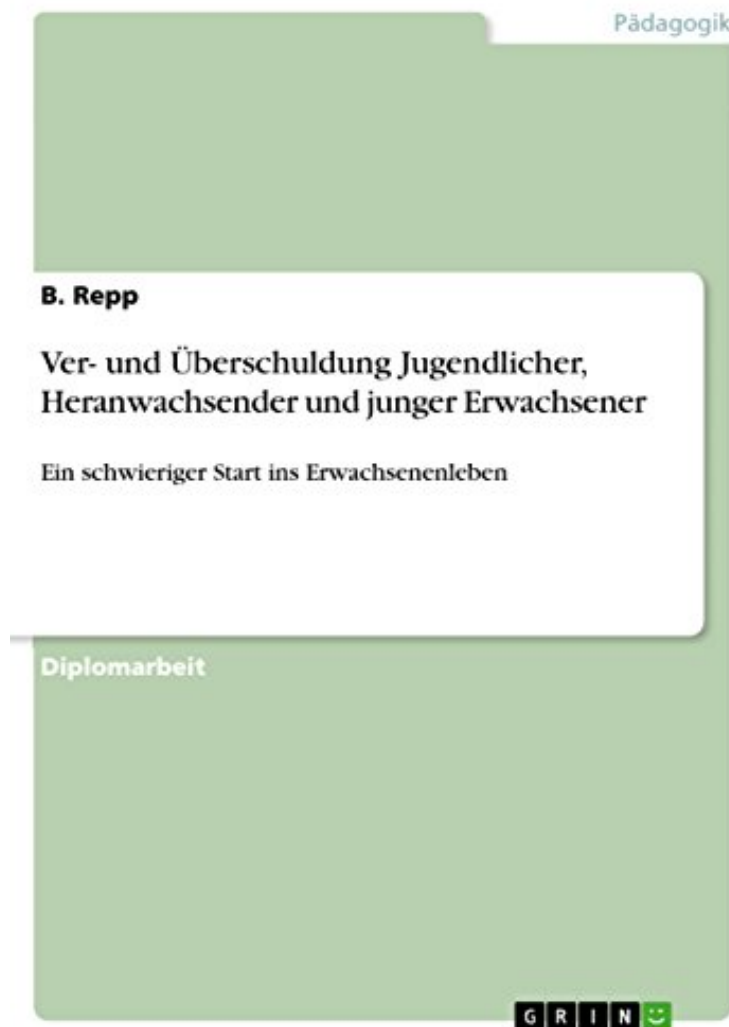 Pädagogik
B. Repp
Ver- und Überschuldung Jugendlicher,
Heranwachsender und junger Erwachsener
Ein schwieriger Start ins Erwachsenenleben
Diplomarbeit
GRIN